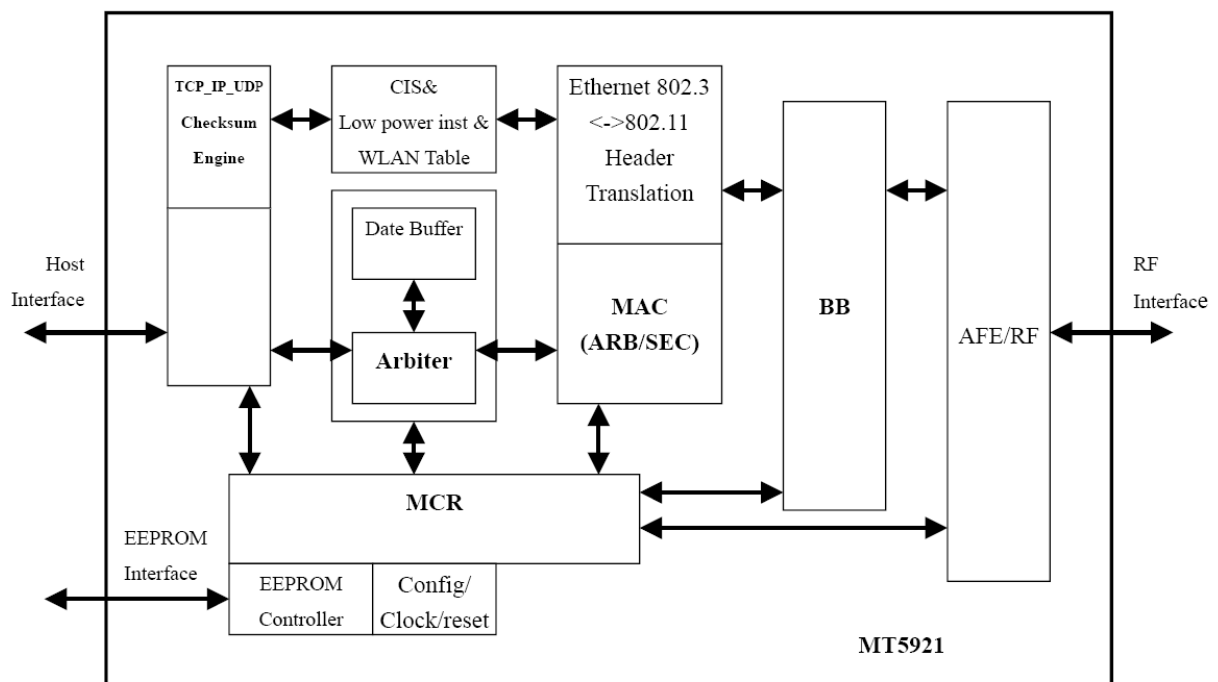 TCP_IP_UDP
Checksum
Engine
CIS&
Low power inst &
WLAN Table
Ethernet 802.3
<->802.11
Header
Translation
Date Buffer
Host
Interface
Arbiter
MAC
(ARB/SEC)
BB
AFE/RF
RF
Interface
MCR
EEPROM
Interface
EEPROM
Controller
Config/
Clock/reset
MT5921